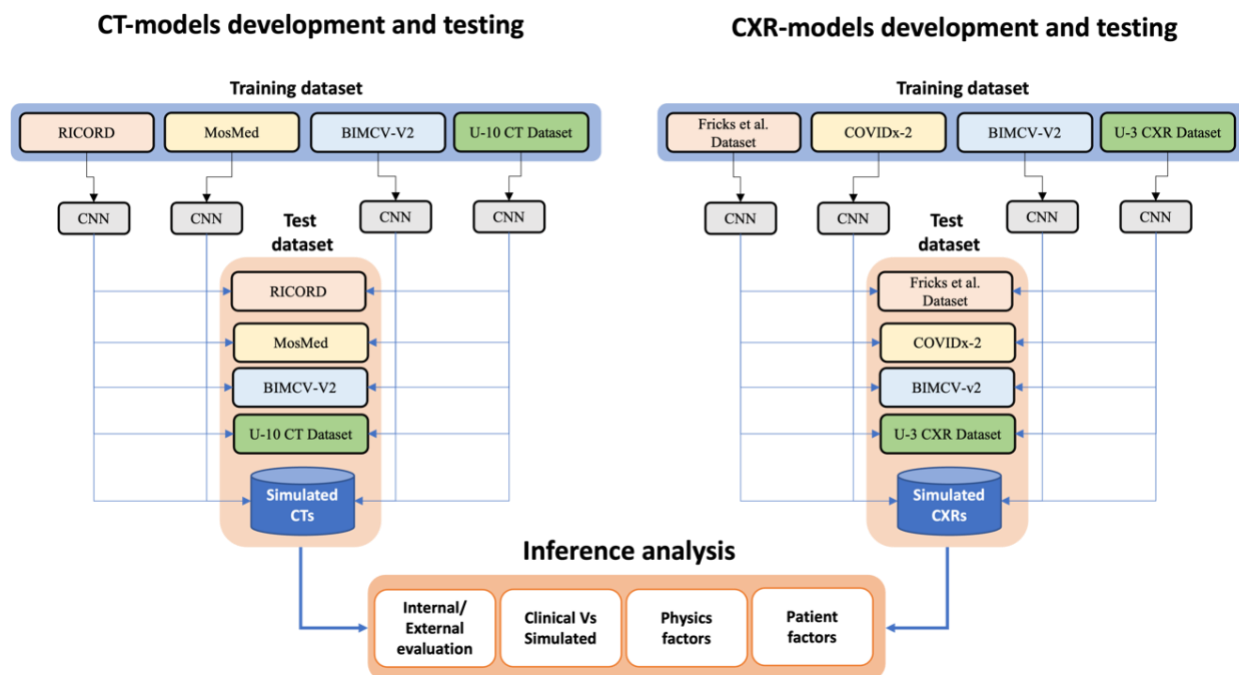 CT-models development and testing
Training dataset
RICORD
MosMed
BIMCV-V2
U-10 CT Dataset
CNN
CNN
CNN
CNN
Test
dataset
RICORD
MosMed
BIMCV-V2
U-10 CT Dataset
Simulated
CTs
CXR-models development and testing
Training dataset
Fricks et al.
Dataset
COVIDx-2
BIMCV-V2
U-3 CXR Dataset
CNN
CNN
CNN
CNN
Test
dataset
Fricks et al.
Dataset
COVIDx-2
BIMCV-v2
U-3 CXR Dataset
Simulated
CXRs
Inference analysis
Internal/
External
evaluation
Clinical Vs
Simulated
Physics
factors
Patient
factors